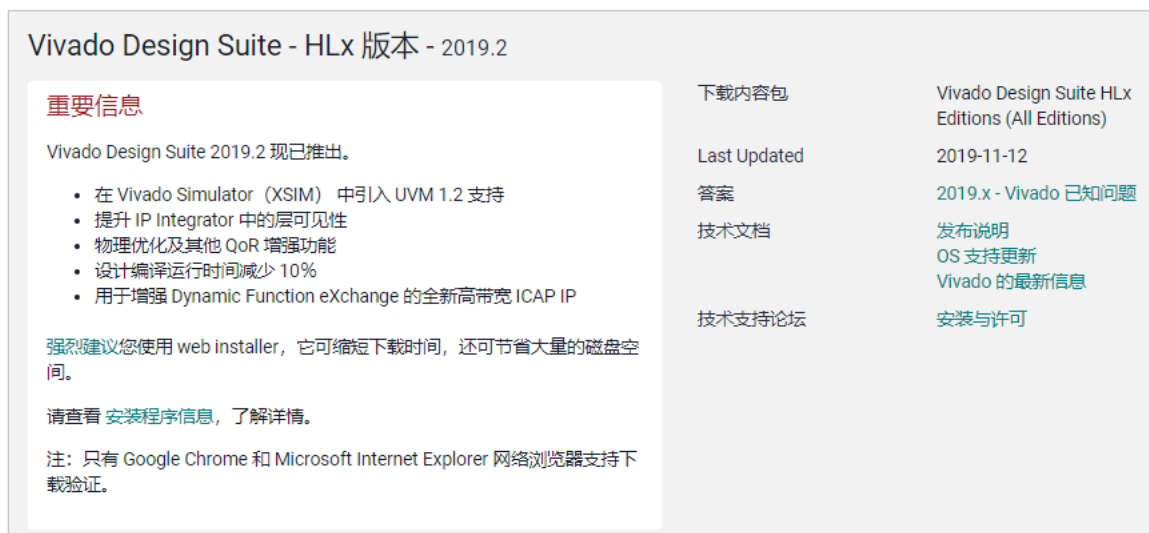 Vivado Design Suite - HLx 版本 - 2019.2
重要信息
Vivado Design Suite 2019.2 现已推出。
• 在 Vivado Simulator（XSIM） 中引入 UVM 1.2 支持
• 提升 IP Integrator 中的层可见性
• 物理优化及其他 QoR 增强功能
• 设计编译运行时间减少 10％
• 用于增强 Dynamic Function eXchange 的全新高带宽 ICAP IP
强烈建议您使用 web installer，它可缩短下载时间，还可节省大量的磁盘空
间。
请查看 安装程序信息，了解详情。
注：只有 Google Chrome 和 Microsoft Internet Explorer 网络浏览器支持下
载验证。
下载内容包
Vivado Design Suite HLx
Editions (All Editions)
Last Updated
2019-11-12
答案
2019.x - Vivado 已知问题
技术文档
发布说明
OS 支持更新
Vivado 的最新信息
技术支持论坛
安装与许可